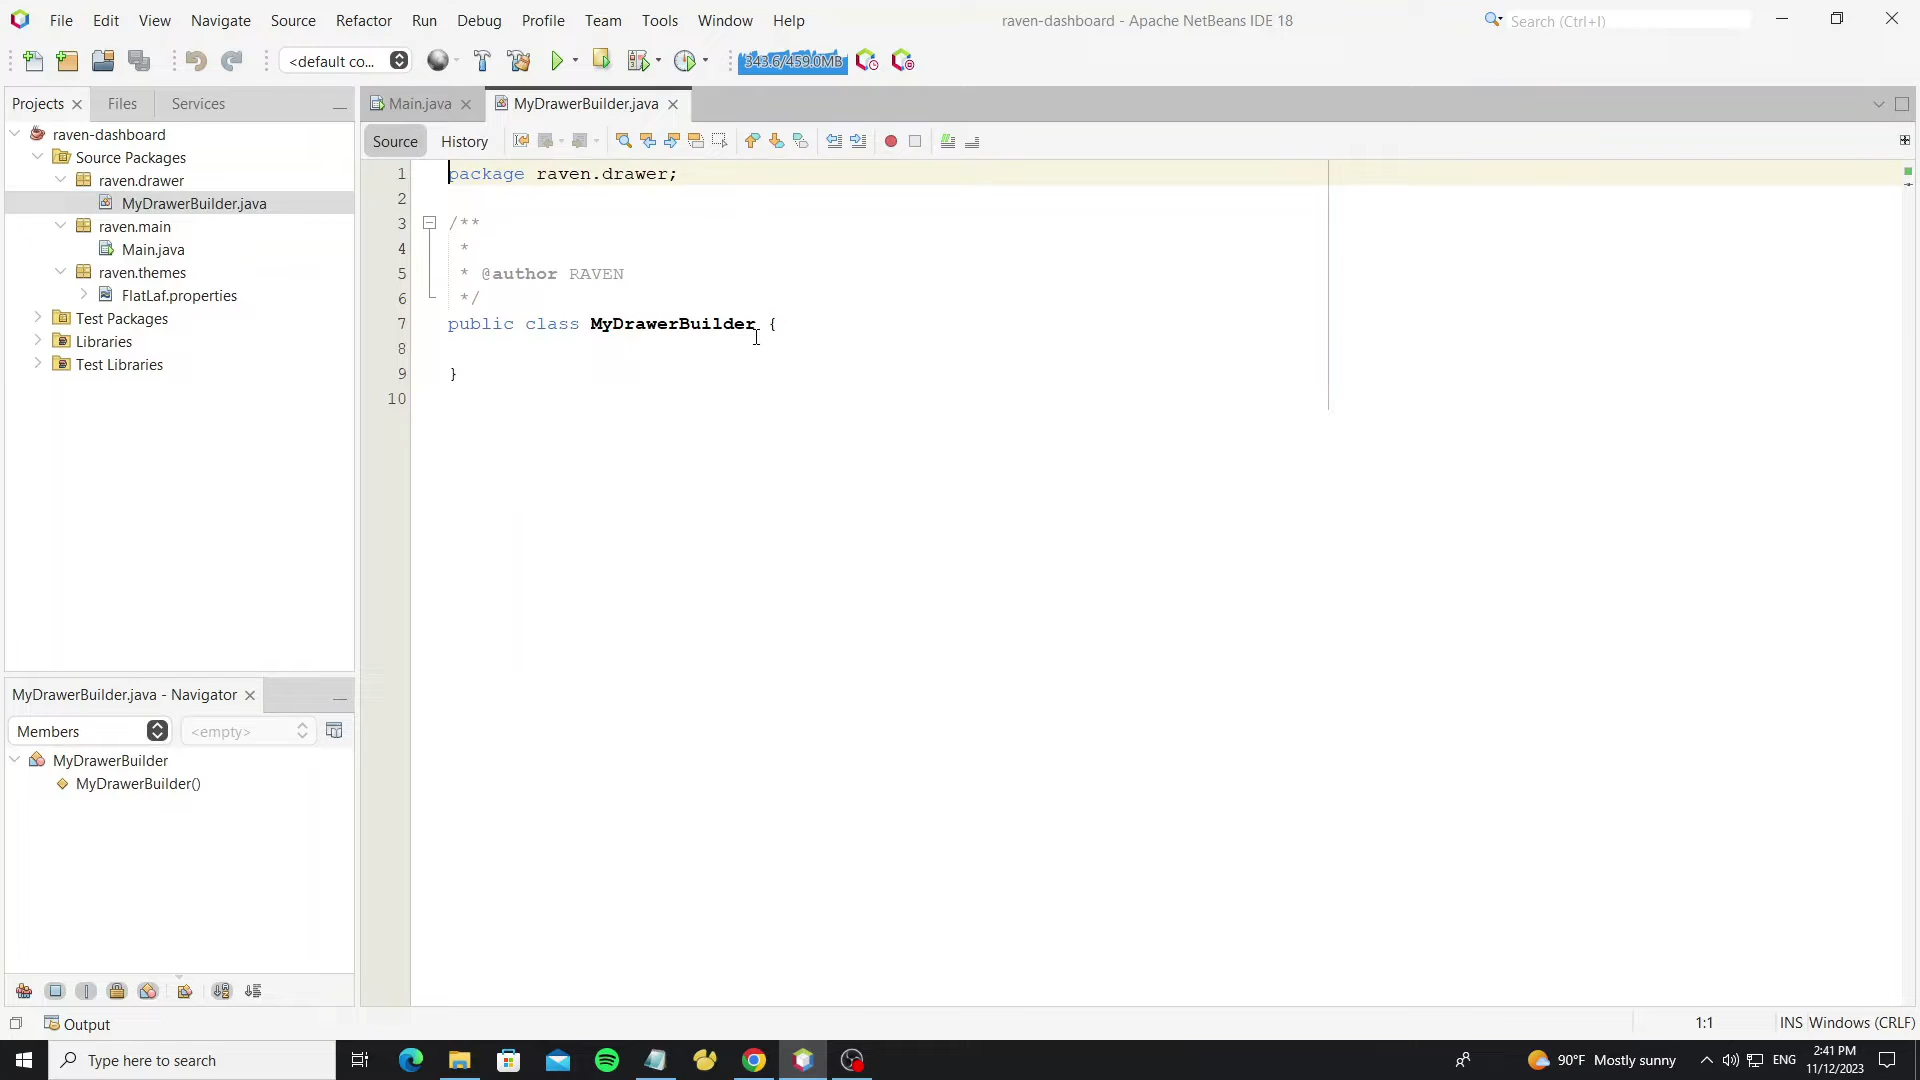 File Edit View Navigate Source Refactor Run Debug Profile Team Tools Window Help
raven-dashboard - Apache NetBeans IDE 18
Search (Ctrl+I)
<default co...
343.6/459.0MB
Projects Files Services
Main.java MyDrawerBuilder.java
Source History
raven-dashboard
Source Packages
raven.drawer
MyDrawerBuilder.java
raven.main
Main.java
raven.themes
FlatLaf.properties
Test Packages
Libraries
Test Libraries
1 package raven.drawer;
2
3 /**
4 *
5 * @author RAVEN
6 */
7 public class MyDrawerBuilder {
8
9 }
10
MyDrawerBuilder.java - Navigator
Members <empty>
MyDrawerBuilder
MyDrawerBuilder()
Output
1:1 INS Windows (CRLF)
Type here to search
90°F Mostly sunny
ENG
2:41 PM
11/12/2023